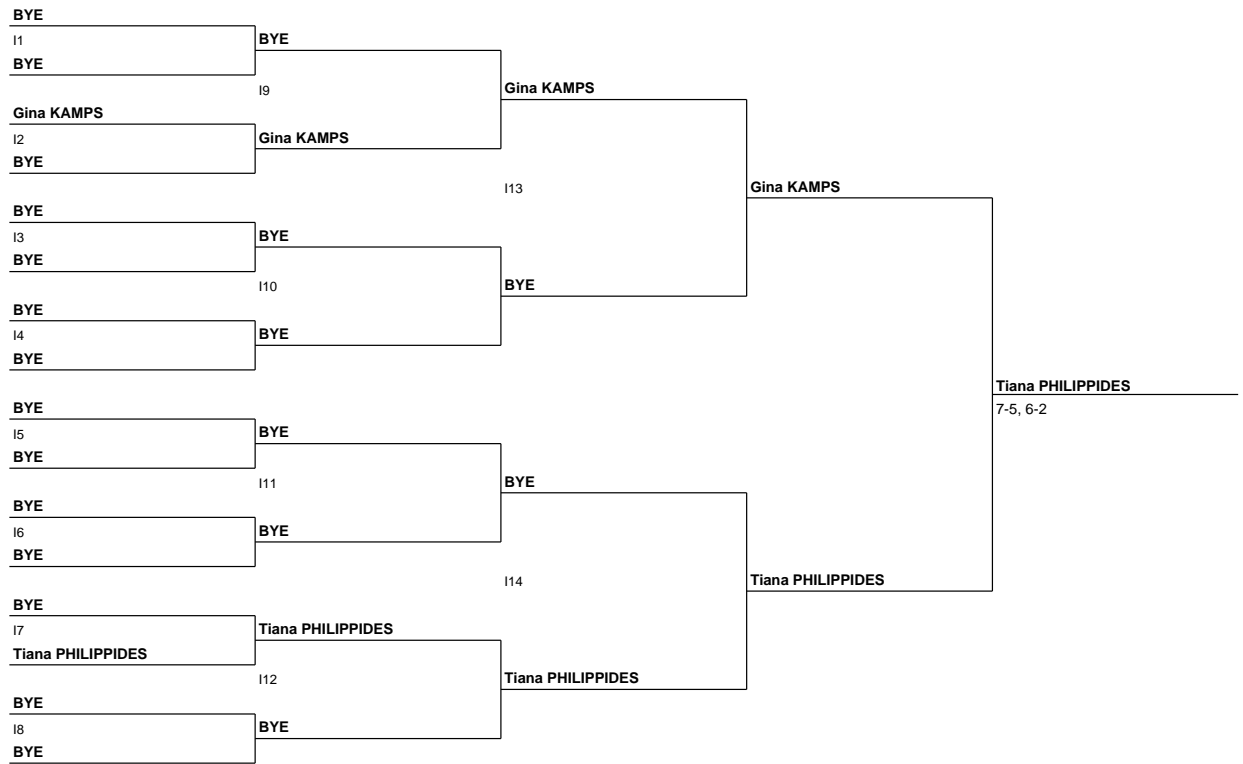 BYE
I1
BYE
BYE
I9
Gina KAMPS
Gina KAMPS
I2
Gina KAMPS
BYE
I13
Gina KAMPS
BYE
I3
BYE
BYE
I10
BYE
BYE
I4
BYE
BYE
Tiana PHILIPPIDES
7-5, 6-2
BYE
I5
BYE
BYE
I11
BYE
BYE
I6
BYE
BYE
I14
Tiana PHILIPPIDES
BYE
I7
Tiana PHILIPPIDES
Tiana PHILIPPIDES
I12
Tiana PHILIPPIDES
BYE
I8
BYE
BYE